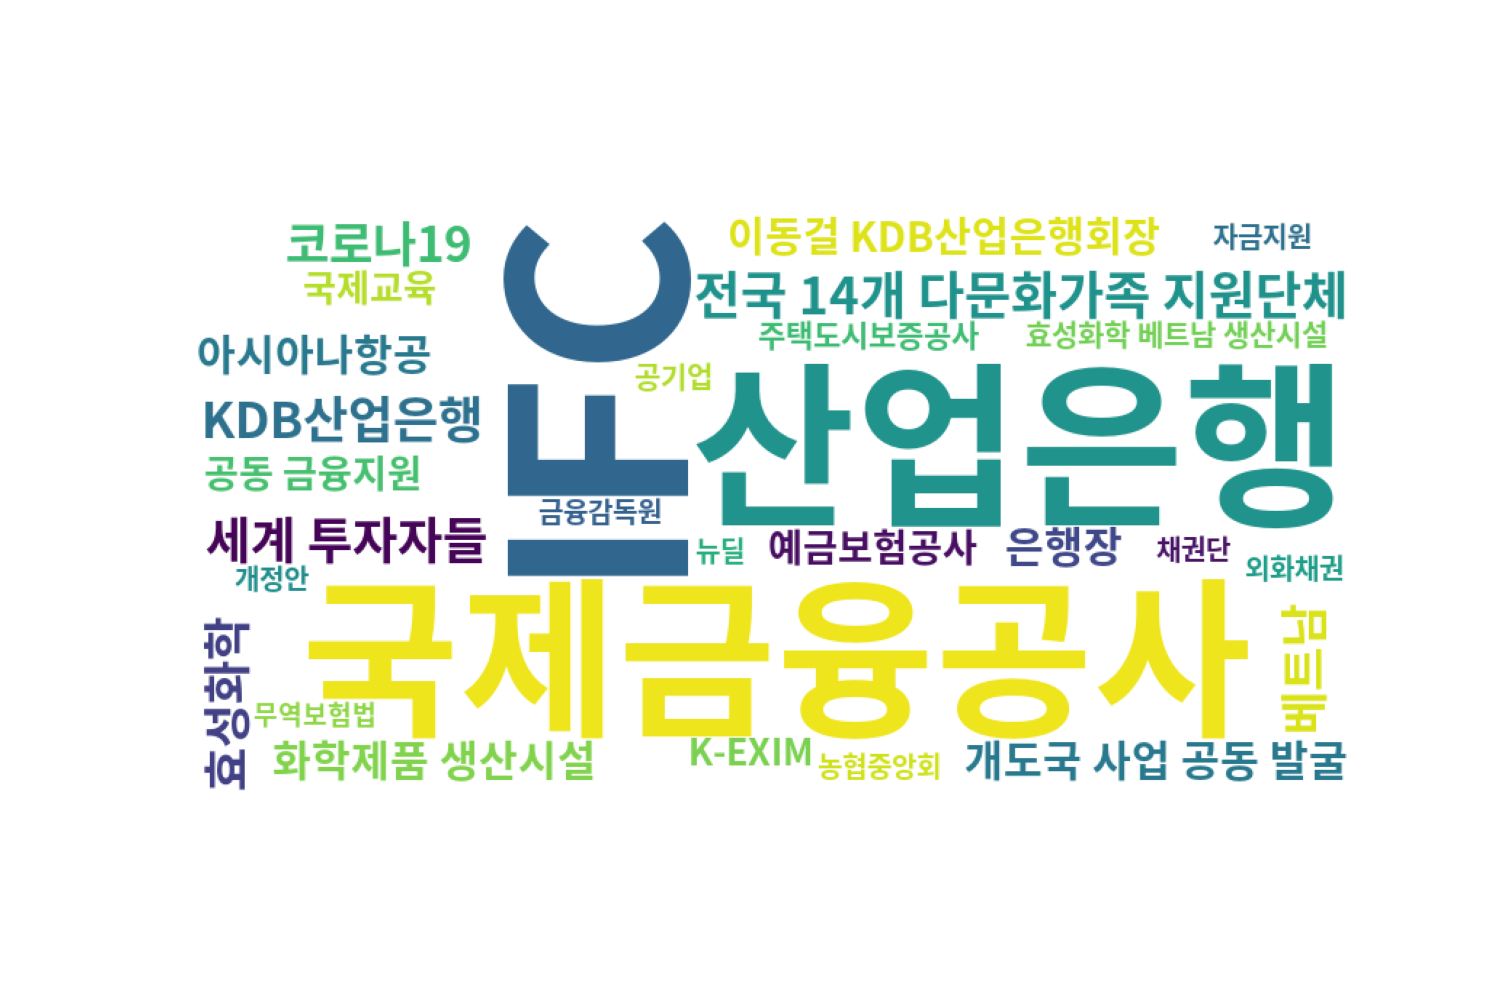 코로나19
국제교육
아시아나항공
KDB산업은행
공동 금융지원
세계 투자자들
개정안
효성화학
무역보험법
화학제품 생산시설
IFC
금융감독원
이동걸 KDB산업은행회장
자금지원
전국 14개 다문화가족 지원단체
주택도시보증공사
효성화학 베트남 생산시설
공기업
산업은행
뉴딜
예금보험공사
은행장
채권단
외화채권
국제금융공사
베트남
K-EXIM
농협중앙회
개도국 사업 공동 발굴